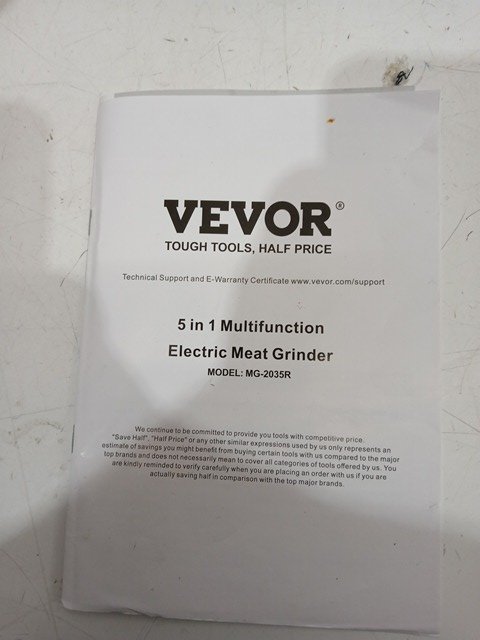 VEVOR®
TOUGH TOOLS, HALF PRICE
Technical Support and E-Warranty Certificate www.vevor.com/support
5 in 1 Multifunction
Electric Meat Grinder
MODEL: MG-2035R
We continue to be committed to provide you tools with competitive price.
"Save Half", "Half Price" or any other similar expressions used by us only represents an
estimate of savings you might benefit from buying certain tools with us compared to the major
top brands and does not necessarily mean to cover all categories of tools offered by us. You
are kindly reminded to verify carefully when you are placing an order with us if you are
actually saving half in comparison with the top major brands.